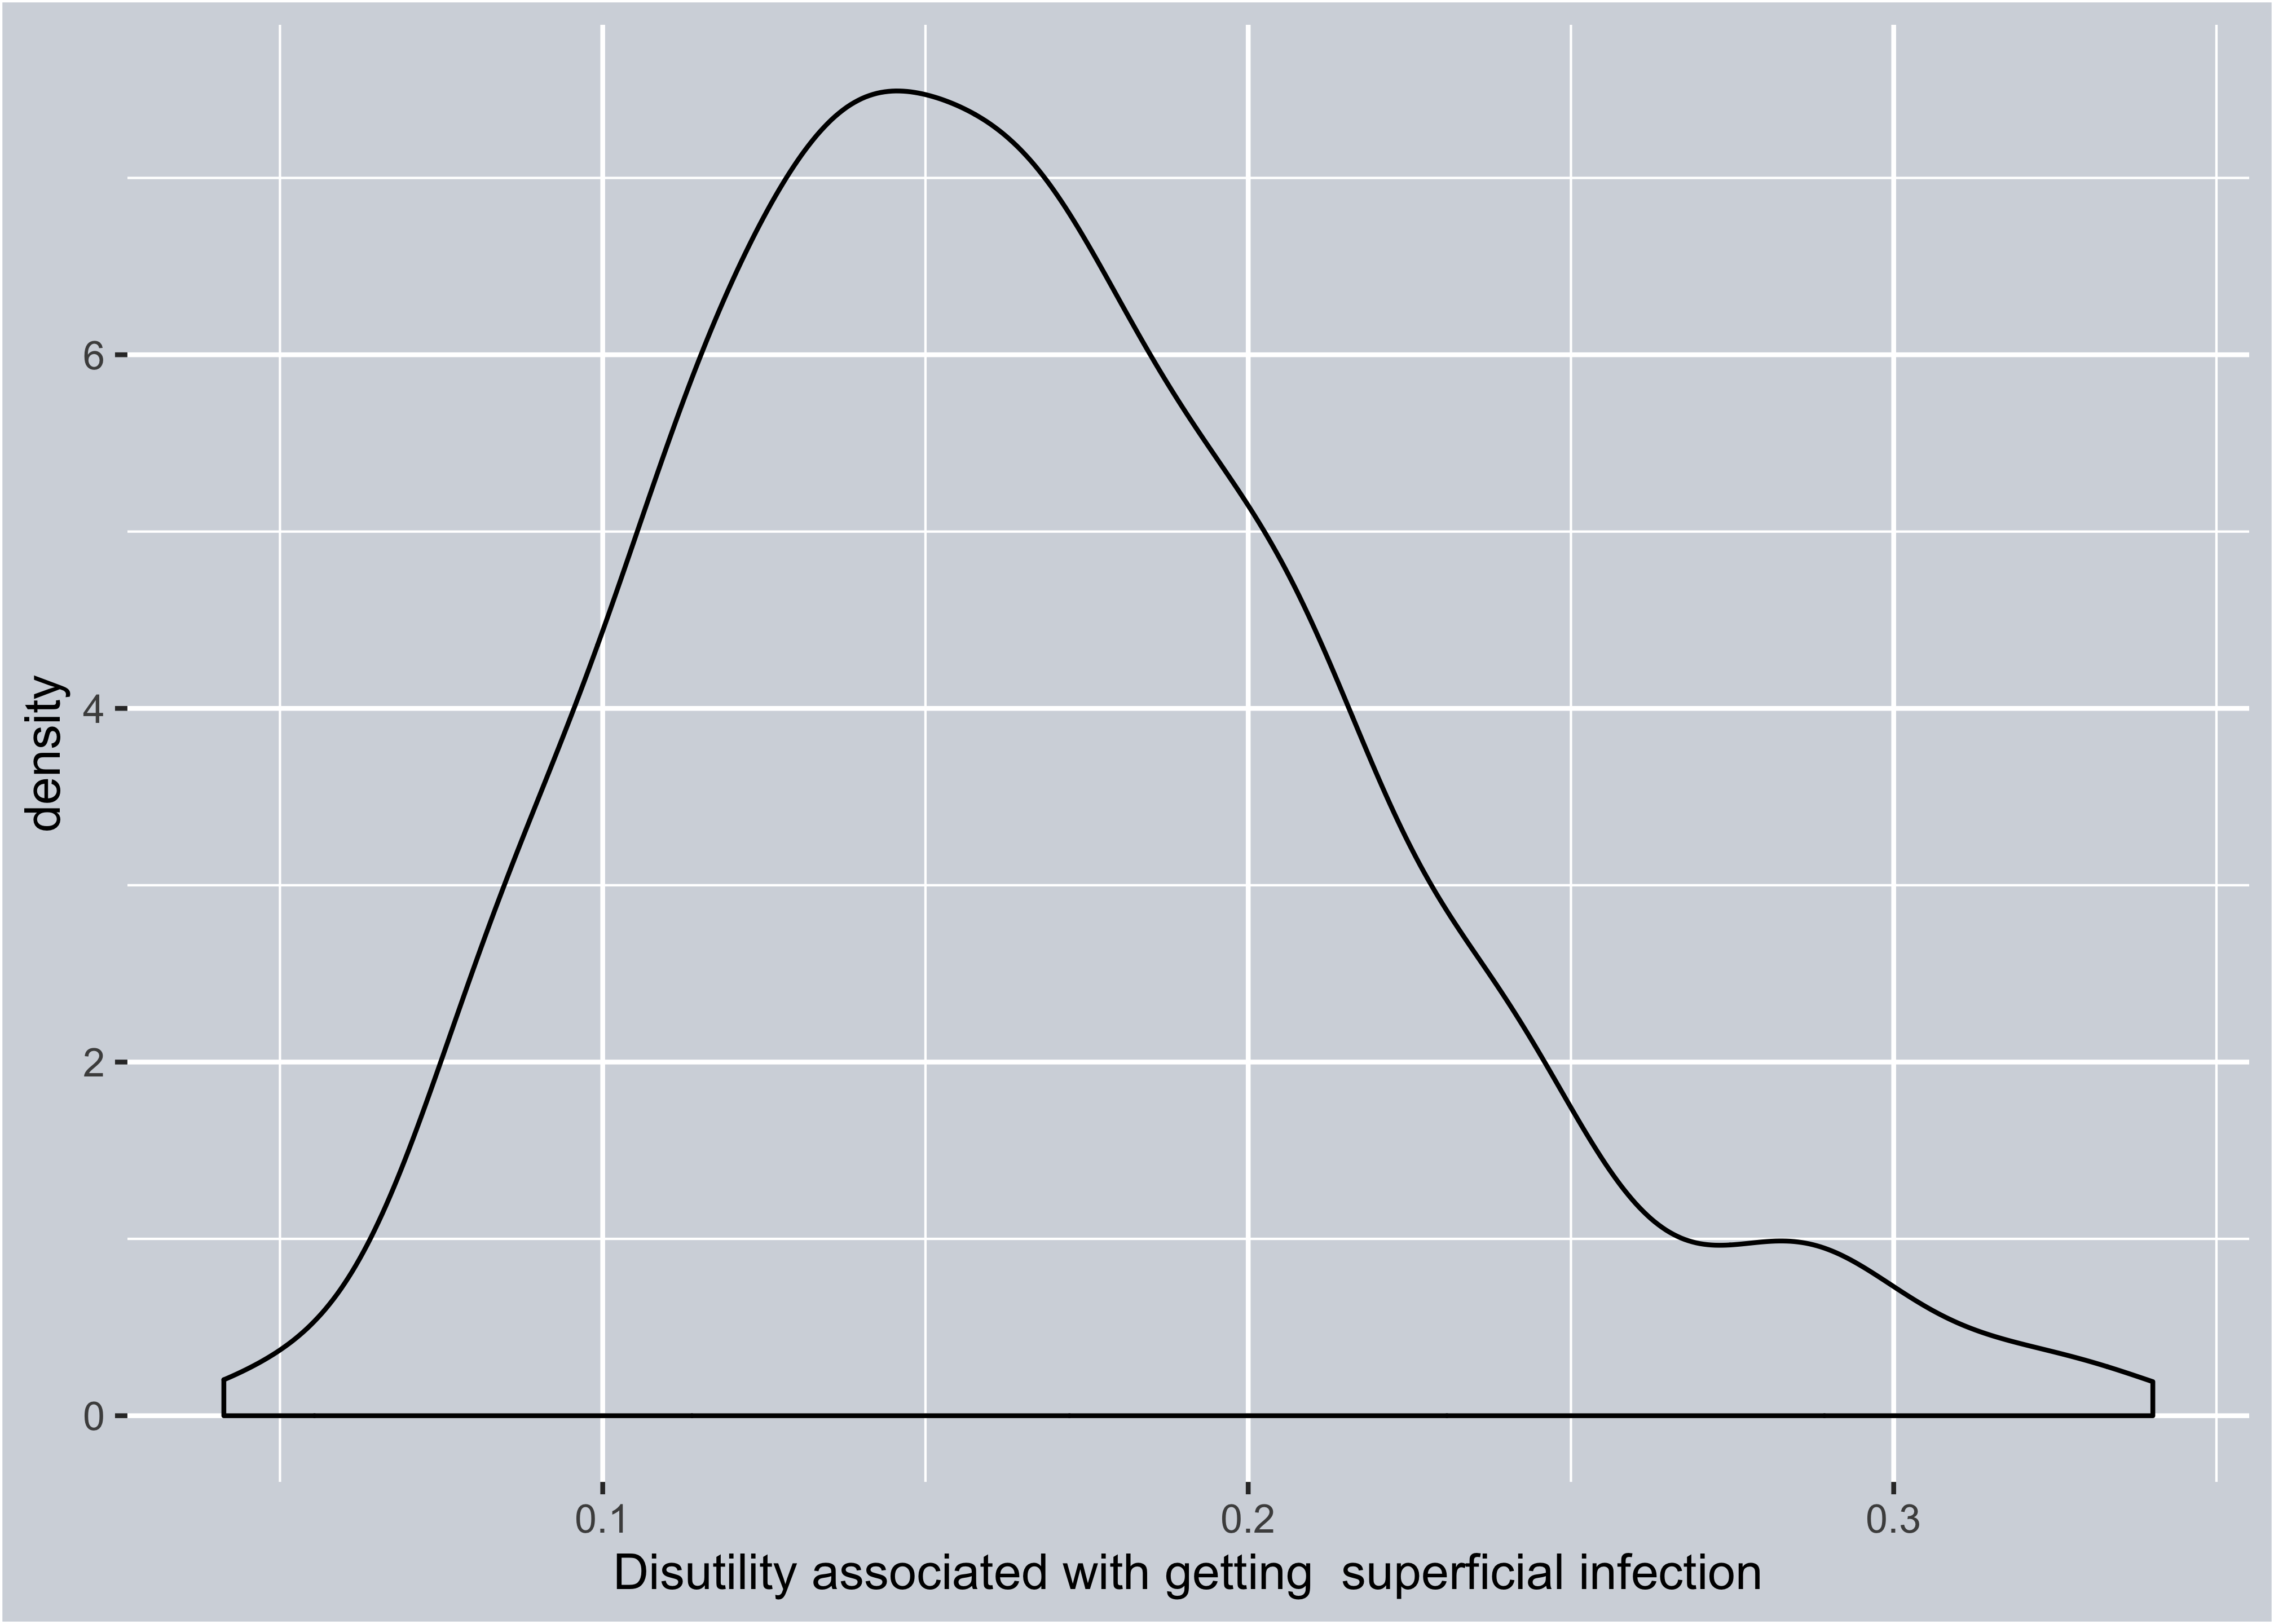 density
6
4
2
0
0.1 0.2 0.3
Disutility associated with getting  superficial infection